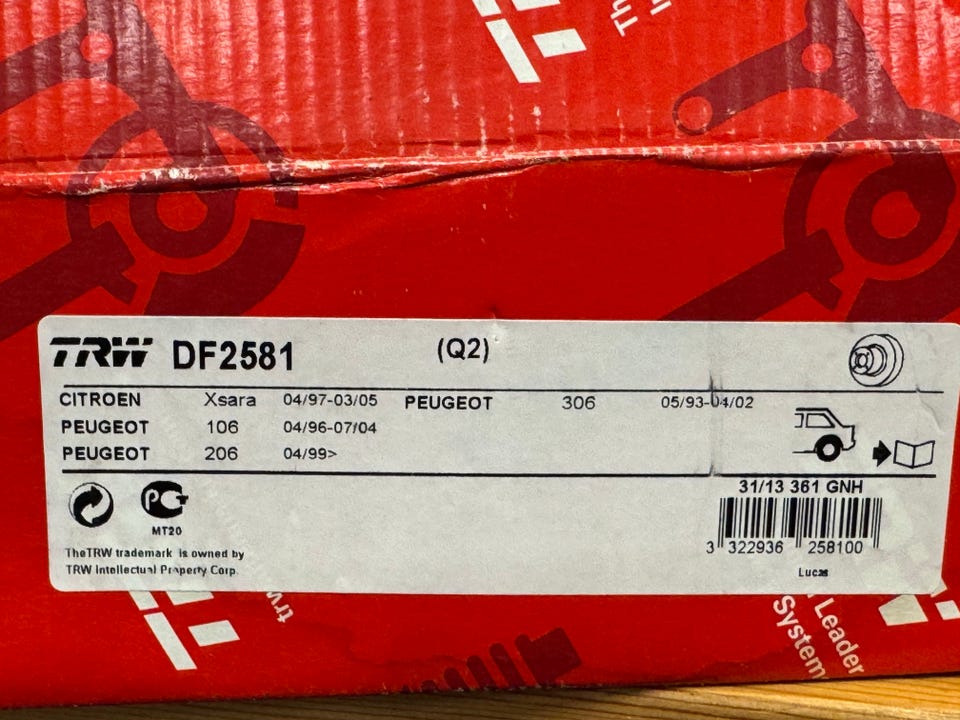 Th
TRW DF2581 (Q2)
CITROEN Xsara 04/97-03/05 PEUGEOT 306 05/93-04/02
PEUGEOT 106 04/96-07/04
PEUGEOT 206 04/99>
31/13 361 GNH
MT20
3 322936 258100
TheTRW trademark is owned by
TRW Intellectual Property Corp.
Lucas
trw
Leader
System